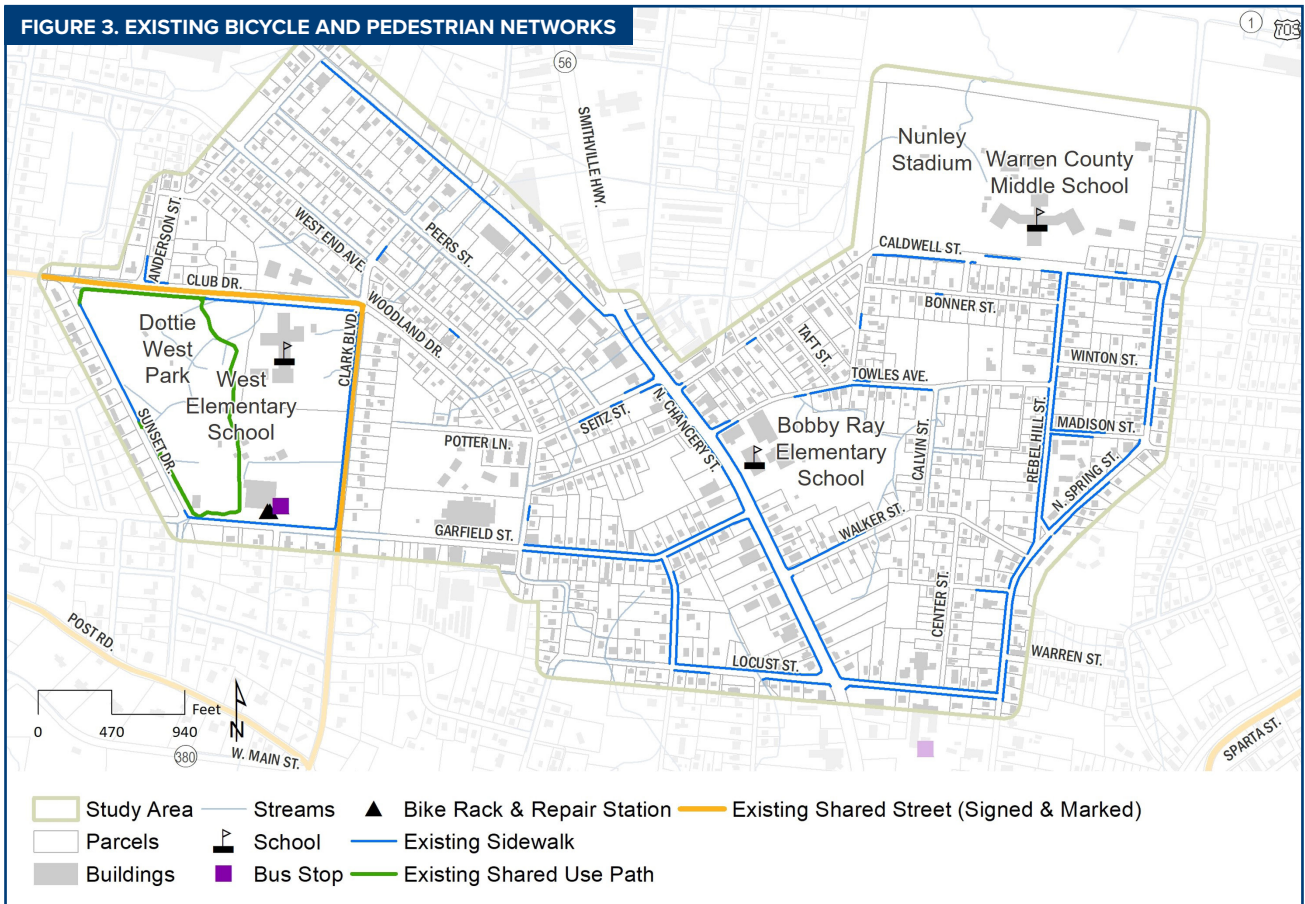 FIGURE 3. EXISTING BICYCLE AND PEDESTRIAN NETWORKS
1
70S
56
SMITHVILLE HWY.
Nunley
Stadium
Warren County
Middle School
ANDERSON ST.
WEST END AVE.
PEERS ST.
CALDWELL ST.
CLUB DR.
BONNER ST.
WOODLAND DR.
Dottie
West
Park
CLARK BLVD.
TAFT ST.
WINTON ST.
West
Elementary
School
TOWLES AVE.
N. CHANCERY ST.
SUNSET DR.
SEITZ ST.
Bobby Ray
Elementary
School
CALVIN ST.
REBEL HILL ST.
MADISON ST.
POTTER LN.
N. SPRING ST.
WALKER ST.
GARFIELD ST.
CENTER ST.
POST RD.
LOCUST ST.
WARREN ST.
Feet
0 470 940
N
380
W. MAIN ST.
SPARTA ST.
Study Area
Streams
Bike Rack & Repair Station
Existing Shared Street (Signed & Marked)
Parcels
School
Existing Sidewalk
Buildings
Bus Stop
Existing Shared Use Path